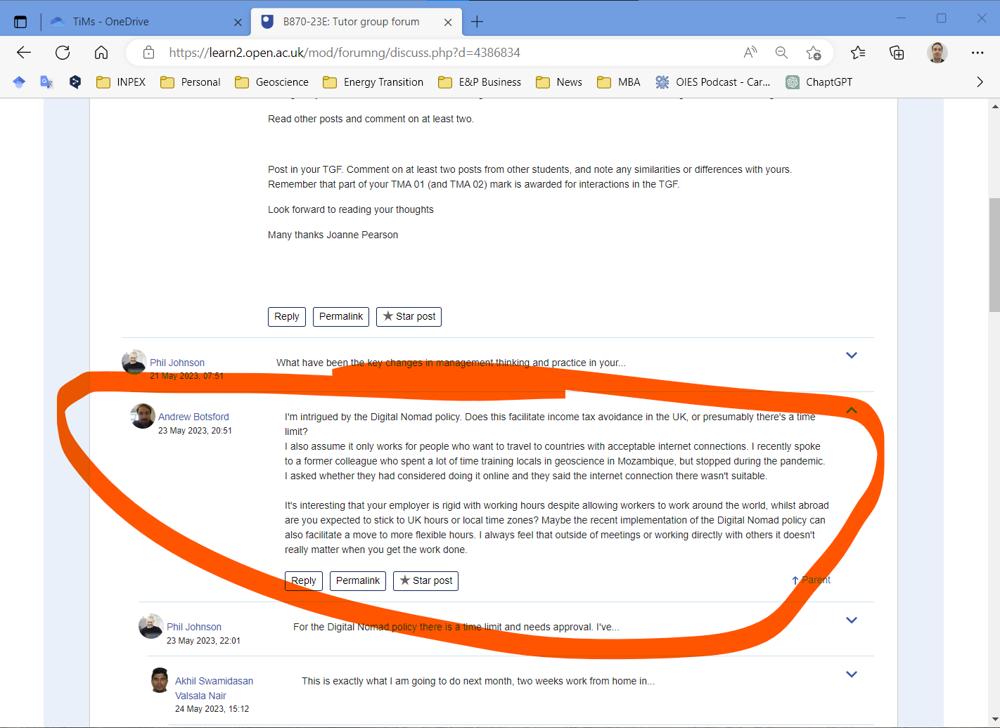 TiMs - OneDrive
B870-23E: Tutor group forum
https://learn2.open.ac.uk/mod/forumng/discuss.php?d=4386834
INPEX
Personal
Geoscience
Energy Transition
E&P Business
News
MBA
OIES Podcast - Car...
ChaptGPT
Read other posts and comment on at least two.
Post in your TGF. Comment on at least two posts from other students, and note any similarities or differences with yours.
Remember that part of your TMA 01 (and TMA 02) mark is awarded for interactions in the TGF.
Look forward to reading your thoughts
Many thanks Joanne Pearson
Reply Permalink Star post
Phil Johnson
What have been the key changes in management thinking and practice in your...
21 May 2023, 07:51
Andrew Botsford
23 May 2023, 20:51
I'm intrigued by the Digital Nomad policy. Does this facilitate income tax avoidance in the UK, or presumably there's a time
limit?
I also assume it only works for people who want to travel to countries with acceptable internet connections. I recently spoke
to a former colleague who spent a lot of time training locals in geoscience in Mozambique, but stopped during the pandemic.
I asked whether they had considered doing it online and they said the internet connection there wasn't suitable.
It's interesting that your employer is rigid with working hours despite allowing workers to work around the world, whilst abroad
are you expected to stick to UK hours or local time zones? Maybe the recent implementation of the Digital Nomad policy can
also facilitate a move to more flexible hours. I always feel that outside of meetings or working directly with others it doesn't
really matter when you get the work done.
Reply Permalink Star post
Parent
Phil Johnson
For the Digital Nomad policy there is a time limit and needs approval. I've...
23 May 2023, 22:01
Akhil Swamidasan
Valsala Nair
This is exactly what I am going to do next month, two weeks work from home in...
24 May 2023, 15:12